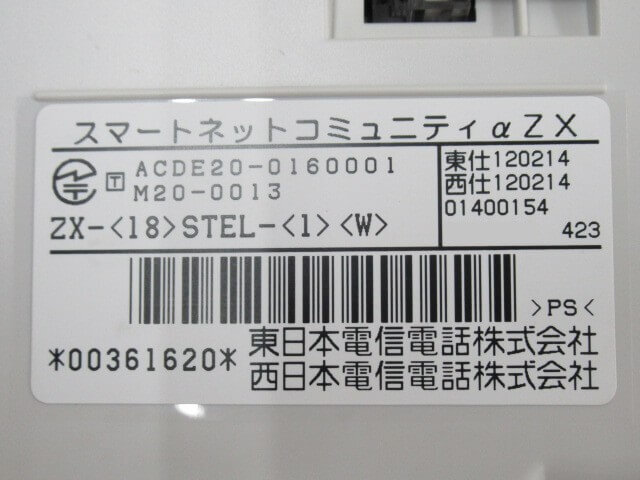 スマートネットコミュニティαZX
T ACDE20-0160001
M20-0013
ZX-<18>STEL-<1><W>
東仕120214
西仕120214
01400154
423
>PS<
*00361620*
東日本電信電話株式会社
西日本電信電話株式会社